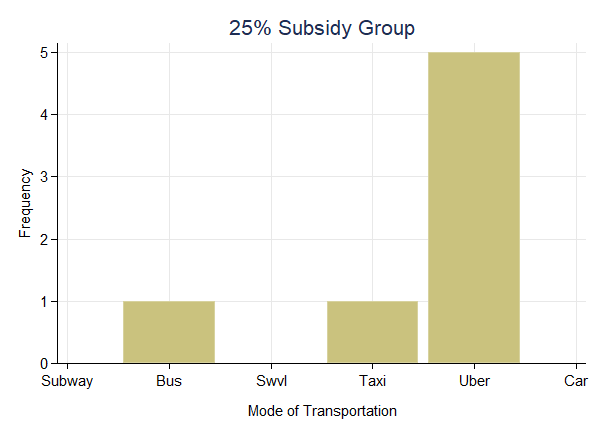 25% Subsidy Group
Frequency
5
4
3
2
1
0
Subway Bus Swvl Taxi Uber Car
Mode of Transportation